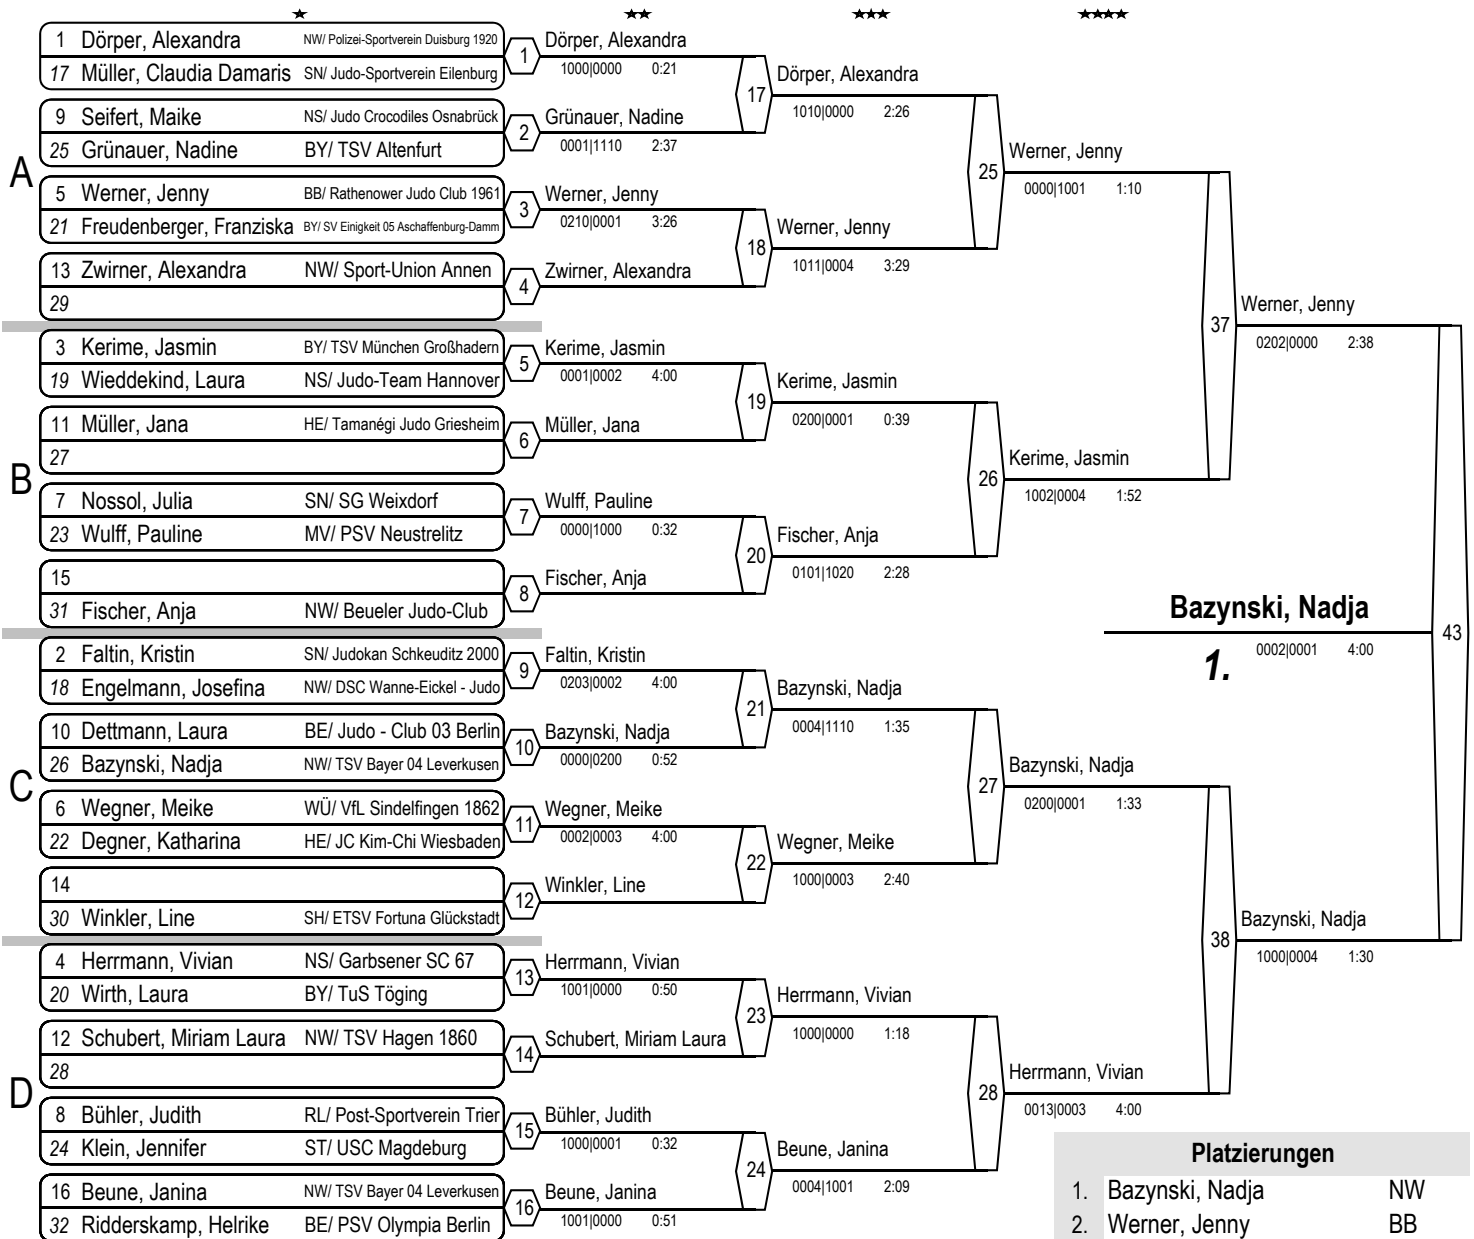 1 Dörper, Alexandra NW/ Polizei-Sportverein Duisburg 1920
17 Müller, Claudia Damaris SN/ Judo-Sportverein Eilenburg
9 Seifert, Maike NS/ Judo Crocodiles Osnabrück
25 Grünauer, Nadine BY/ TSV Altenfurt
A
5 Werner, Jenny BB/ Rathenower Judo Club 1961
21 Freudenberger, Franziska BY/ SV Einigkeit 05 Aschaffenburg-Damm
13 Zwirner, Alexandra NW/ Sport-Union Annen
29
3 Kerime, Jasmin BY/ TSV München Großhadern
19 Wieddekind, Laura NS/ Judo-Team Hannover
11 Müller, Jana HE/ Tamanégi Judo Griesheim
27
B
7 Nossol, Julia SN/ SG Weixdorf
23 Wulff, Pauline MV/ PSV Neustrelitz
15
31 Fischer, Anja NW/ Beueler Judo-Club
2 Faltin, Kristin SN/ Judokan Schkeuditz 2000
18 Engelmann, Josefina NW/ DSC Wanne-Eickel - Judo
10 Dettmann, Laura BE/ Judo - Club 03 Berlin
26 Bazynski, Nadja NW/ TSV Bayer 04 Leverkusen
C
6 Wegner, Meike WÜ/ VfL Sindelfingen 1862
22 Degner, Katharina HE/ JC Kim-Chi Wiesbaden
14
30 Winkler, Line SH/ ETSV Fortuna Glückstadt
4 Herrmann, Vivian NS/ Garbsener SC 67
20 Wirth, Laura BY/ TuS Töging
12 Schubert, Miriam Laura NW/ TSV Hagen 1860
28
D
8 Bühler, Judith RL/ Post-Sportverein Trier
24 Klein, Jennifer ST/ USC Magdeburg
16 Beune, Janina NW/ TSV Bayer 04 Leverkusen
32 Ridderskamp, Helrike BE/ PSV Olympia Berlin
1 Dörper, Alexandra
1000|0000 0:21
2 Grünauer, Nadine
0001|1110 2:37
3 Werner, Jenny
0210|0001 3:26
4 Zwirner, Alexandra
5 Kerime, Jasmin
0001|0002 4:00
6 Müller, Jana
7 Wulff, Pauline
0000|1000 0:32
8 Fischer, Anja
9 Faltin, Kristin
0203|0002 4:00
10 Bazynski, Nadja
0000|0200 0:52
11 Wegner, Meike
0002|0003 4:00
12 Winkler, Line
13 Herrmann, Vivian
1001|0000 0:50
14 Schubert, Miriam Laura
15 Bühler, Judith
1000|0001 0:32
16 Beune, Janina
1001|0000 0:51
17 Dörper, Alexandra
1010|0000 2:26
18 Werner, Jenny
1011|0004 3:29
19 Kerime, Jasmin
0200|0001 0:39
20 Fischer, Anja
0101|1020 2:28
21 Bazynski, Nadja
0004|1110 1:35
22 Wegner, Meike
1000|0003 2:40
23 Herrmann, Vivian
1000|0000 1:18
24 Beune, Janina
0004|1001 2:09
25 Werner, Jenny
0000|1001 1:10
26 Kerime, Jasmin
1002|0004 1:52
27 Bazynski, Nadja
0200|0001 1:33
28 Herrmann, Vivian
0013|0003 4:00
37 Werner, Jenny
0202|0000 2:38
38 Bazynski, Nadja
1000|0004 1:30
Bazynski, Nadja
43
1. 0002|0001 4:00
Platzierungen
1. Bazynski, Nadja NW
2. Werner, Jenny BB